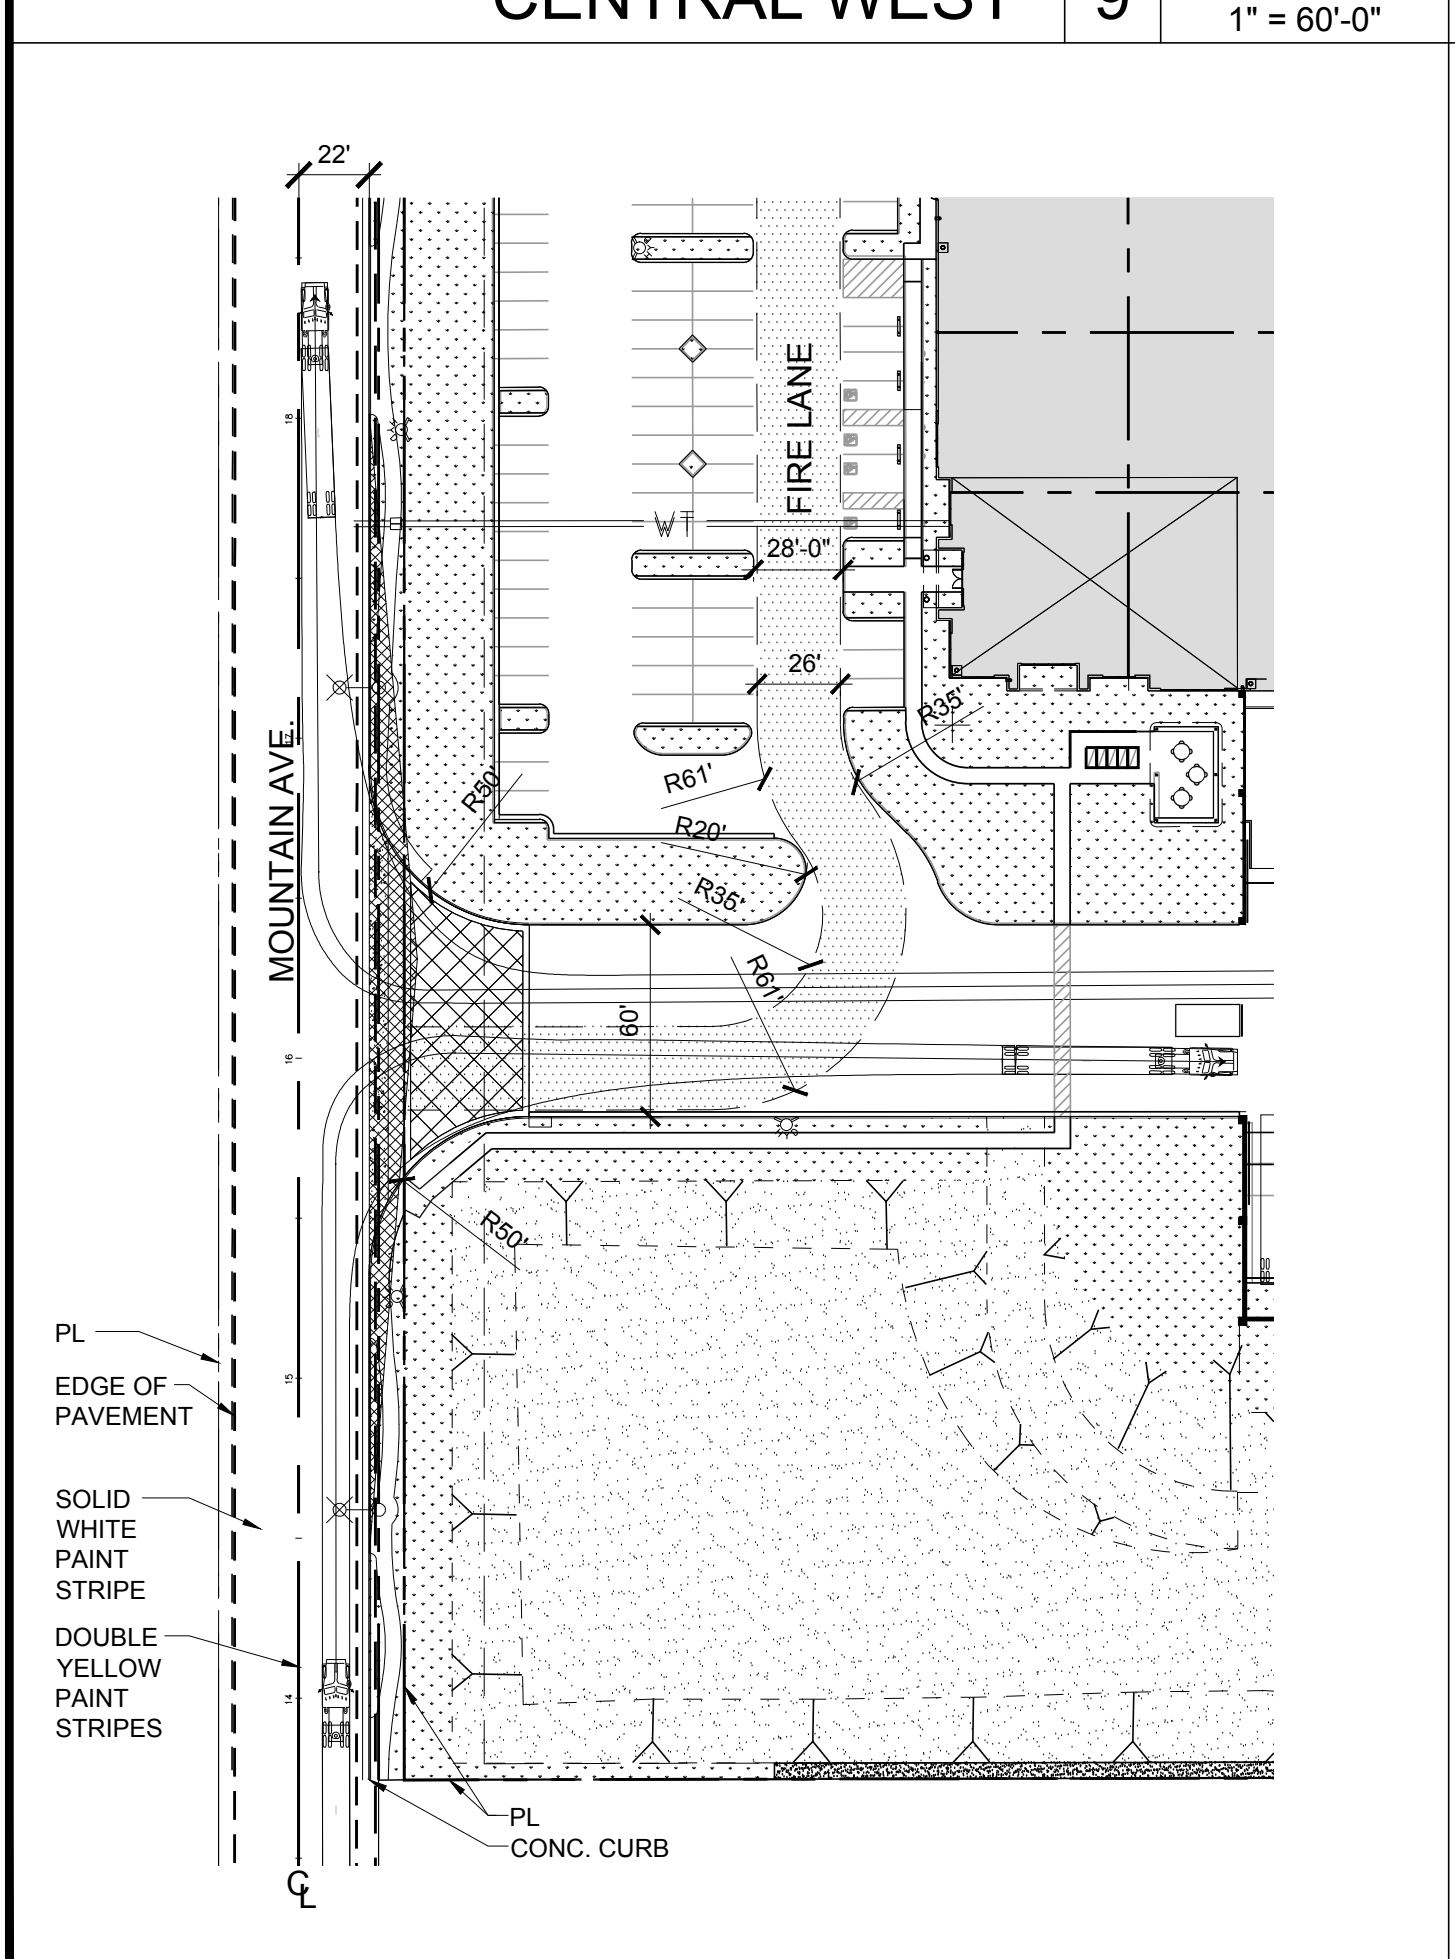 CENTRAL WEST
9
1" = 60'-0"
22'
18
FIRE LANE
WT
28'-0"
26'
R35'
MOUNTAIN AVE.
17
R50'
R61'
R20'
R35'
R61'
60'
16
R50'
PL
EDGE OF
PAVEMENT
15
SOLID
WHITE
PAINT
STRIPE
DOUBLE
YELLOW
PAINT
STRIPES
14
PL
CONC. CURB
CL